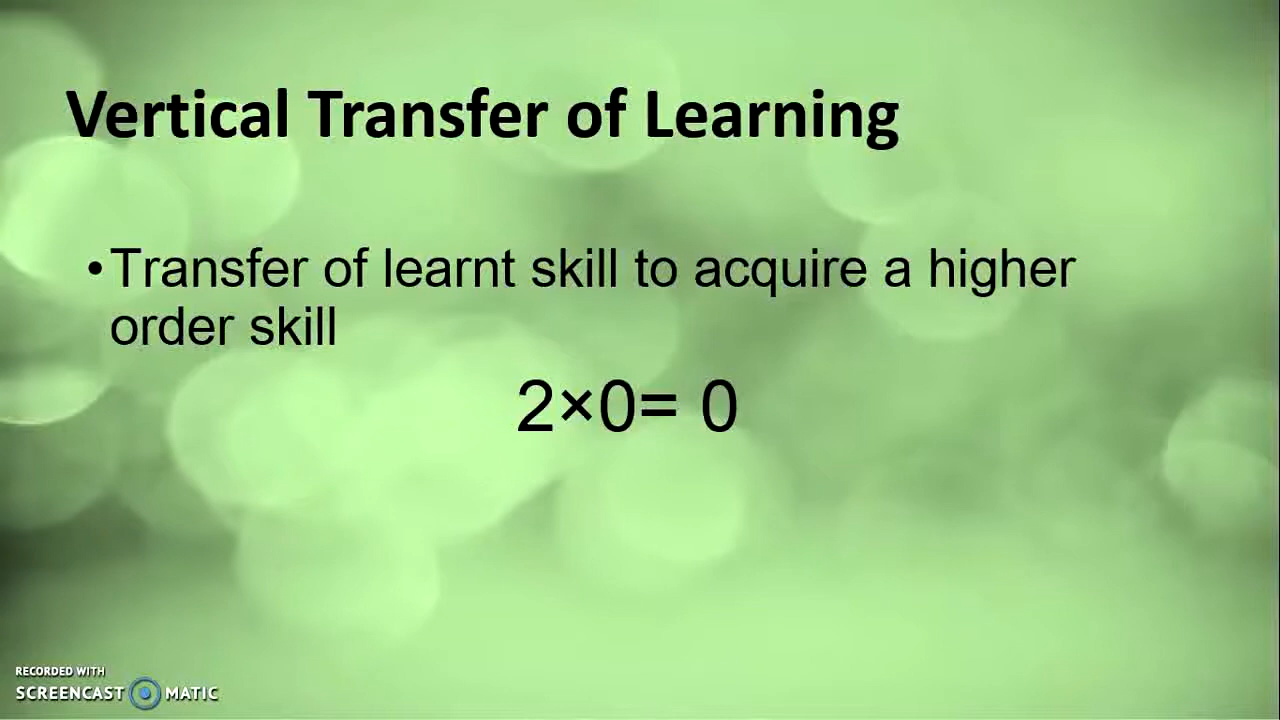 Vertical Transfer of Learning
•Transfer of learnt skill to acquire a higher
order skill
2×0= 0
RECORDED WITH
SCREENCAST MATIC